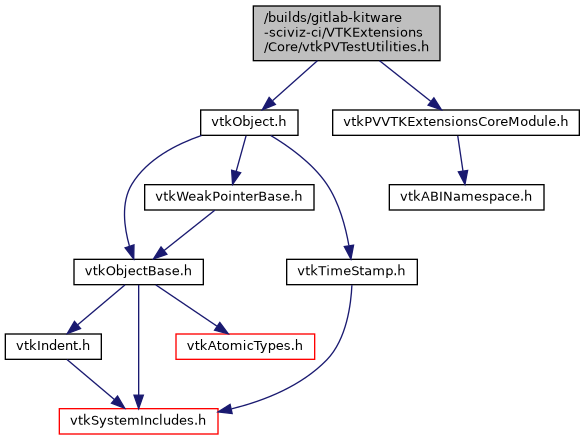 /builds/gitlab-kitware
-sciviz-ci/VTKExtensions
/Core/vtkPVTestUtilities.h
vtkObject.h
vtkPVVTKExtensionsCoreModule.h
vtkWeakPointerBase.h
vtkABINamespace.h
vtkObjectBase.h
vtkTimeStamp.h
vtkIndent.h
vtkAtomicTypes.h
vtkSystemIncludes.h